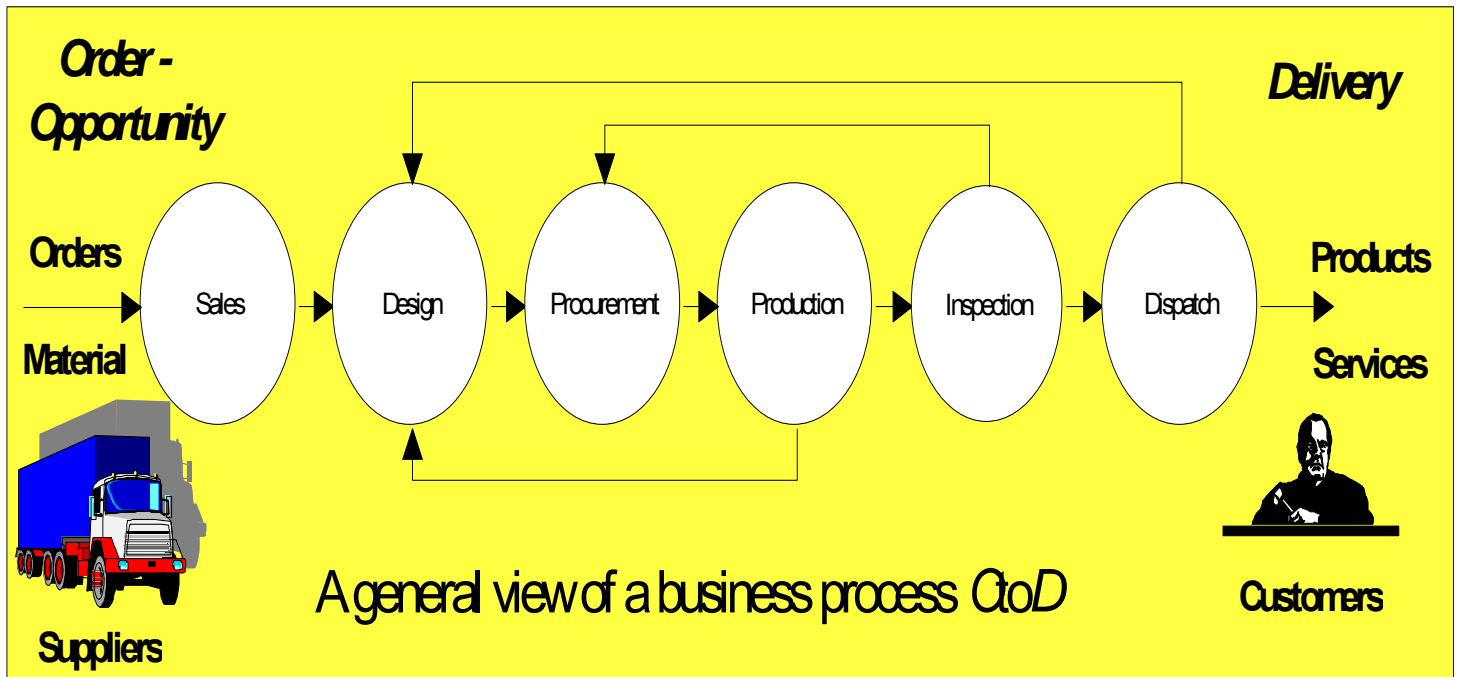 Order -
Opportunity
Delivery
Orders
Material
Sales
Design
Procurement
Production
Inspection
Dispatch
Products
Services
Suppliers
A general view of a business process OtoD
Customers